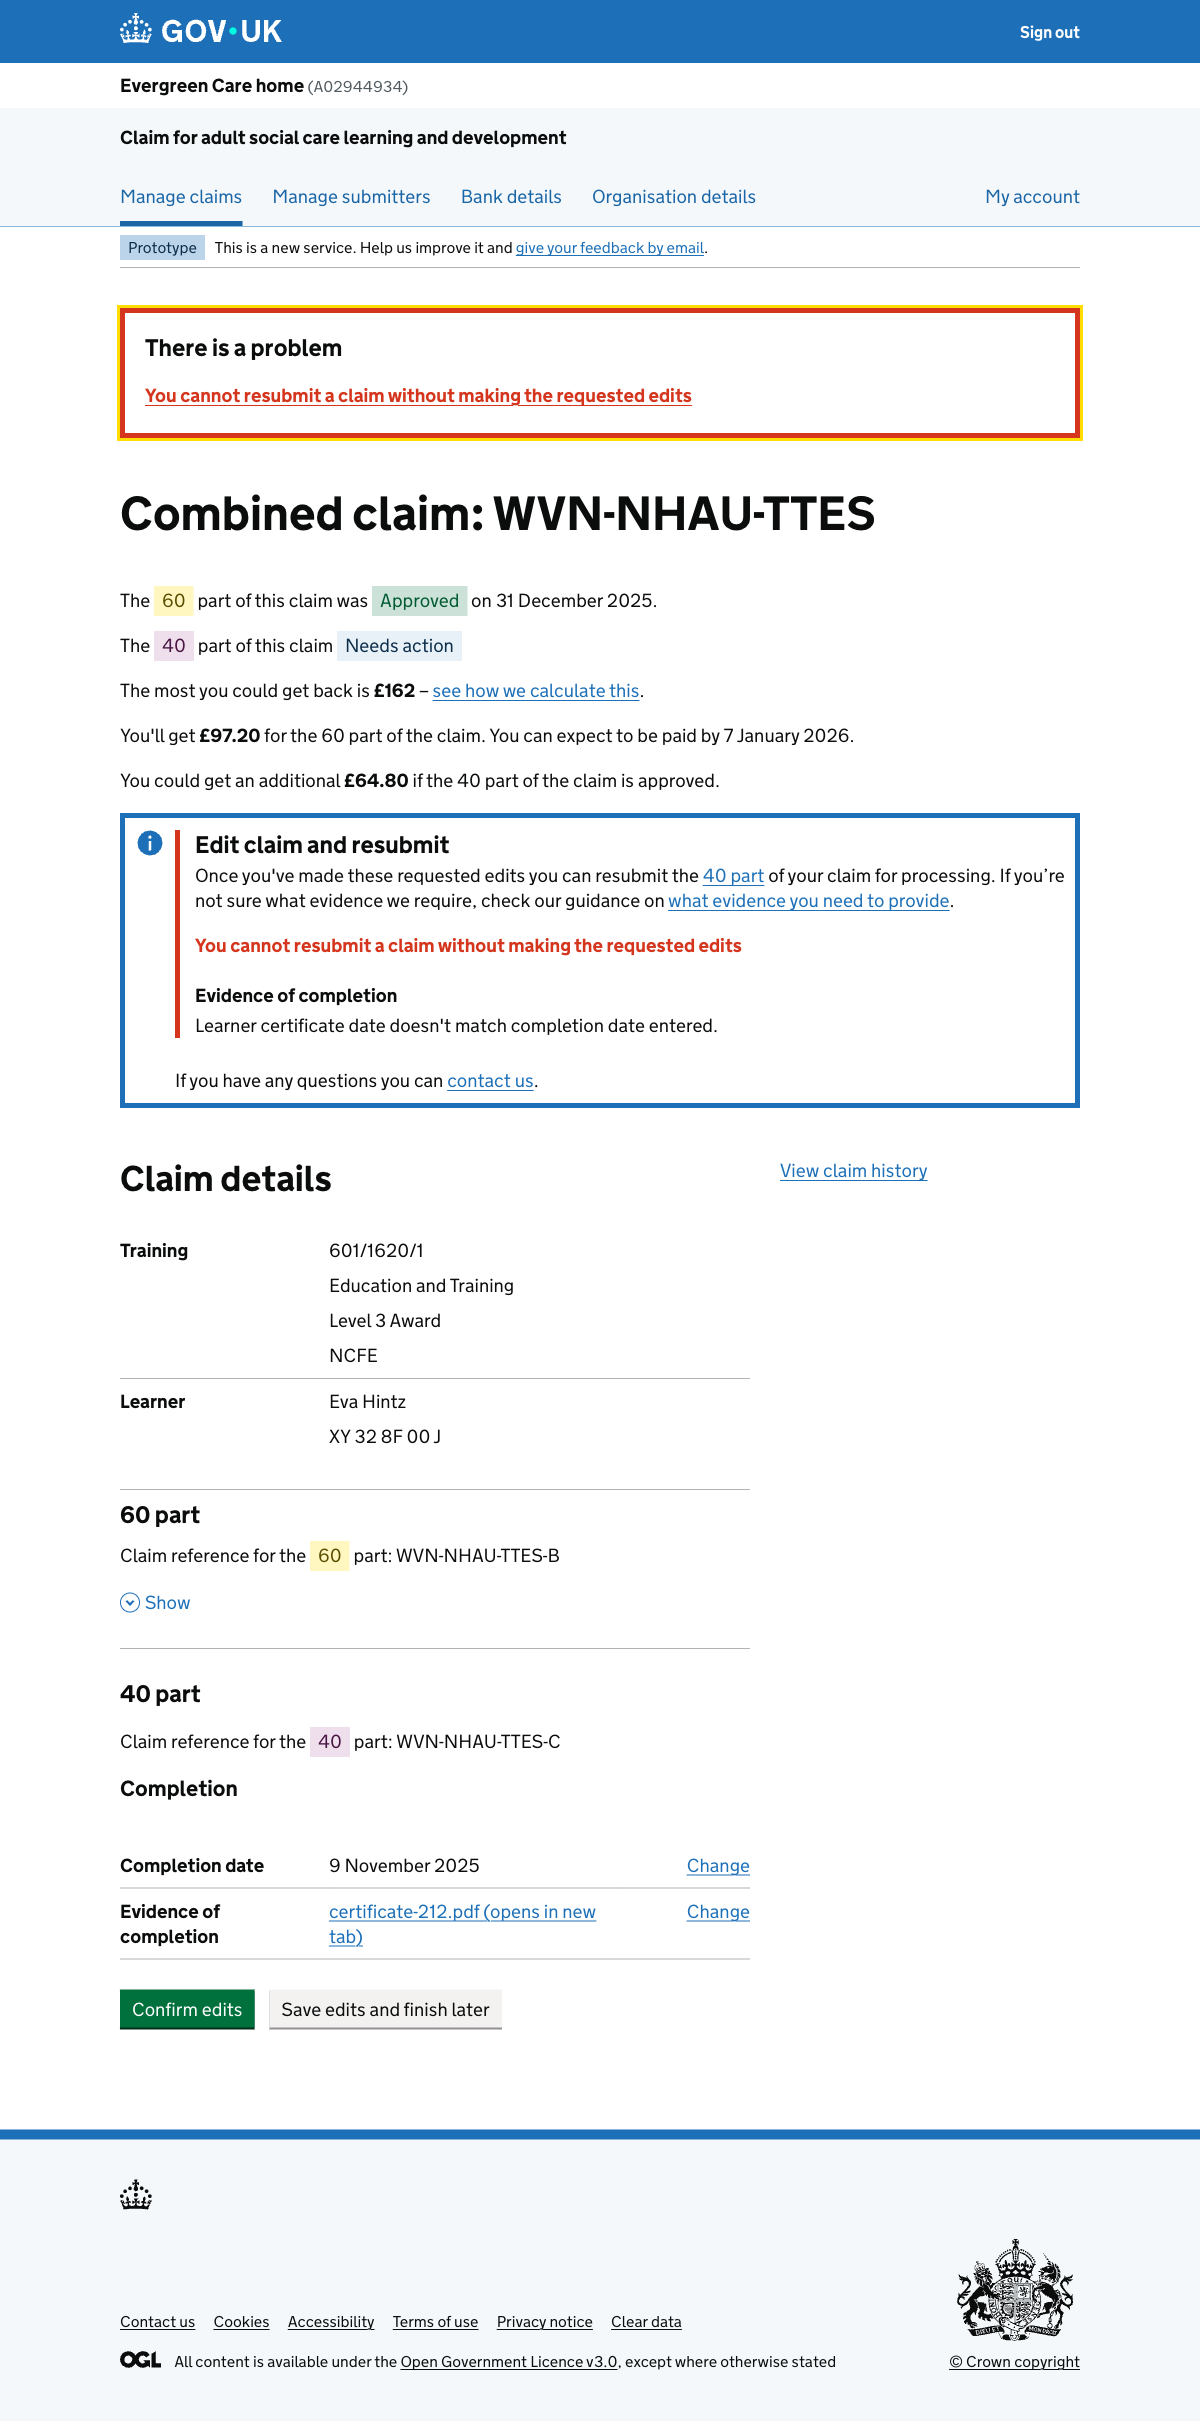 GOV·UK
Sign out
Evergreen Care home (A02944934)
Claim for adult social care learning and development
Manage claims Manage submitters Bank details Organisation details My account
Prototype This is a new service. Help us improve it and give your feedback by email.
There is a problem
You cannot resubmit a claim without making the requested edits
Combined claim: WVN-NHAU-TTES
The 60 part of this claim was Approved on 31 December 2025.
The 40 part of this claim Needs action
The most you could get back is £162 – see how we calculate this.
You'll get £97.20 for the 60 part of the claim. You can expect to be paid by 7 January 2026.
You could get an additional £64.80 if the 40 part of the claim is approved.
Edit claim and resubmit
Once you've made these requested edits you can resubmit the 40 part of your claim for processing. If you’re
not sure what evidence we require, check our guidance on what evidence you need to provide.
You cannot resubmit a claim without making the requested edits
Evidence of completion
Learner certificate date doesn't match completion date entered.
If you have any questions you can contact us.
Claim details
View claim history
Training 601/1620/1
Education and Training
Level 3 Award
NCFE
Learner Eva Hintz
XY 32 8F 00 J
60 part
Claim reference for the 60 part: WVN-NHAU-TTES-B
Show
40 part
Claim reference for the 40 part: WVN-NHAU-TTES-C
Completion
Completion date 9 November 2025 Change
Evidence of completion certificate-212.pdf (opens in new tab) Change
Confirm edits Save edits and finish later
Contact us Cookies Accessibility Terms of use Privacy notice Clear data
OGL All content is available under the Open Government Licence v3.0, except where otherwise stated
© Crown copyright